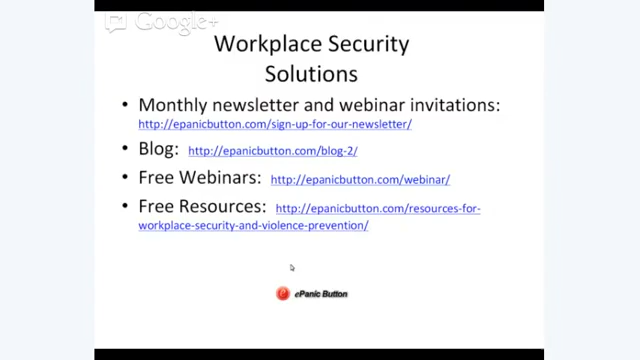 Google+
Workplace Security
Solutions
• Monthly newsletter and webinar invitations:
http://epanicbutton.com/sign-up-for-our-newsletter/
• Blog: http://epanicbutton.com/blog-2/
• Free Webinars: http://epanicbutton.com/webinar/
• Free Resources: http://epanicbutton.com/resources-for-
workplace-security-and-violence-prevention/
e ePanic Button